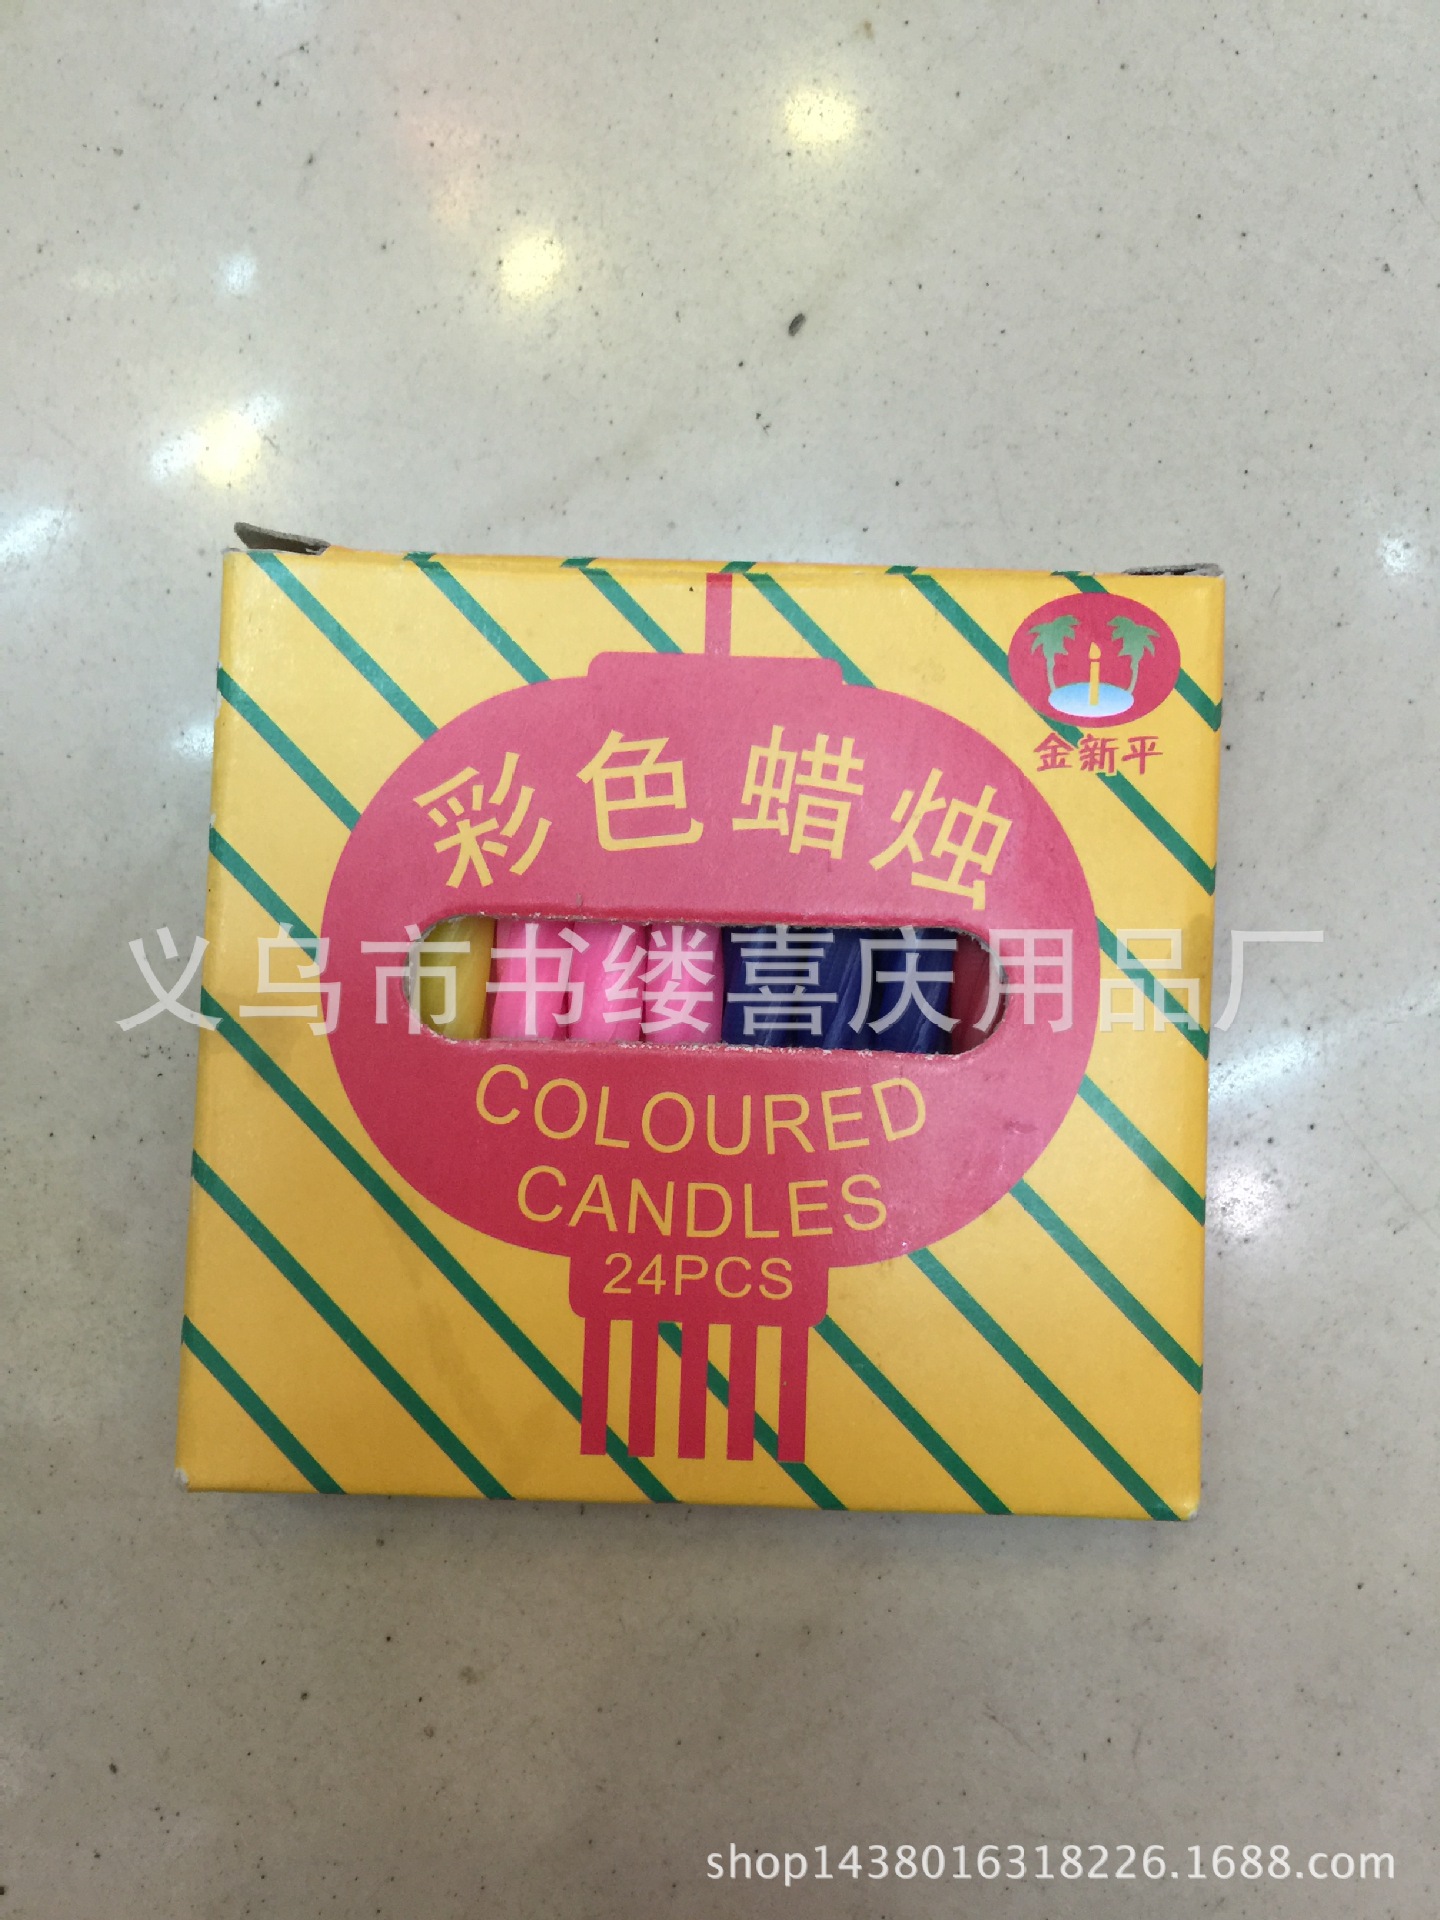 金新平
彩色蜡烛
义乌市书缕喜庆用品厂
COLOURED
CANDLES
24PCS
shop1438016318226.1688.com